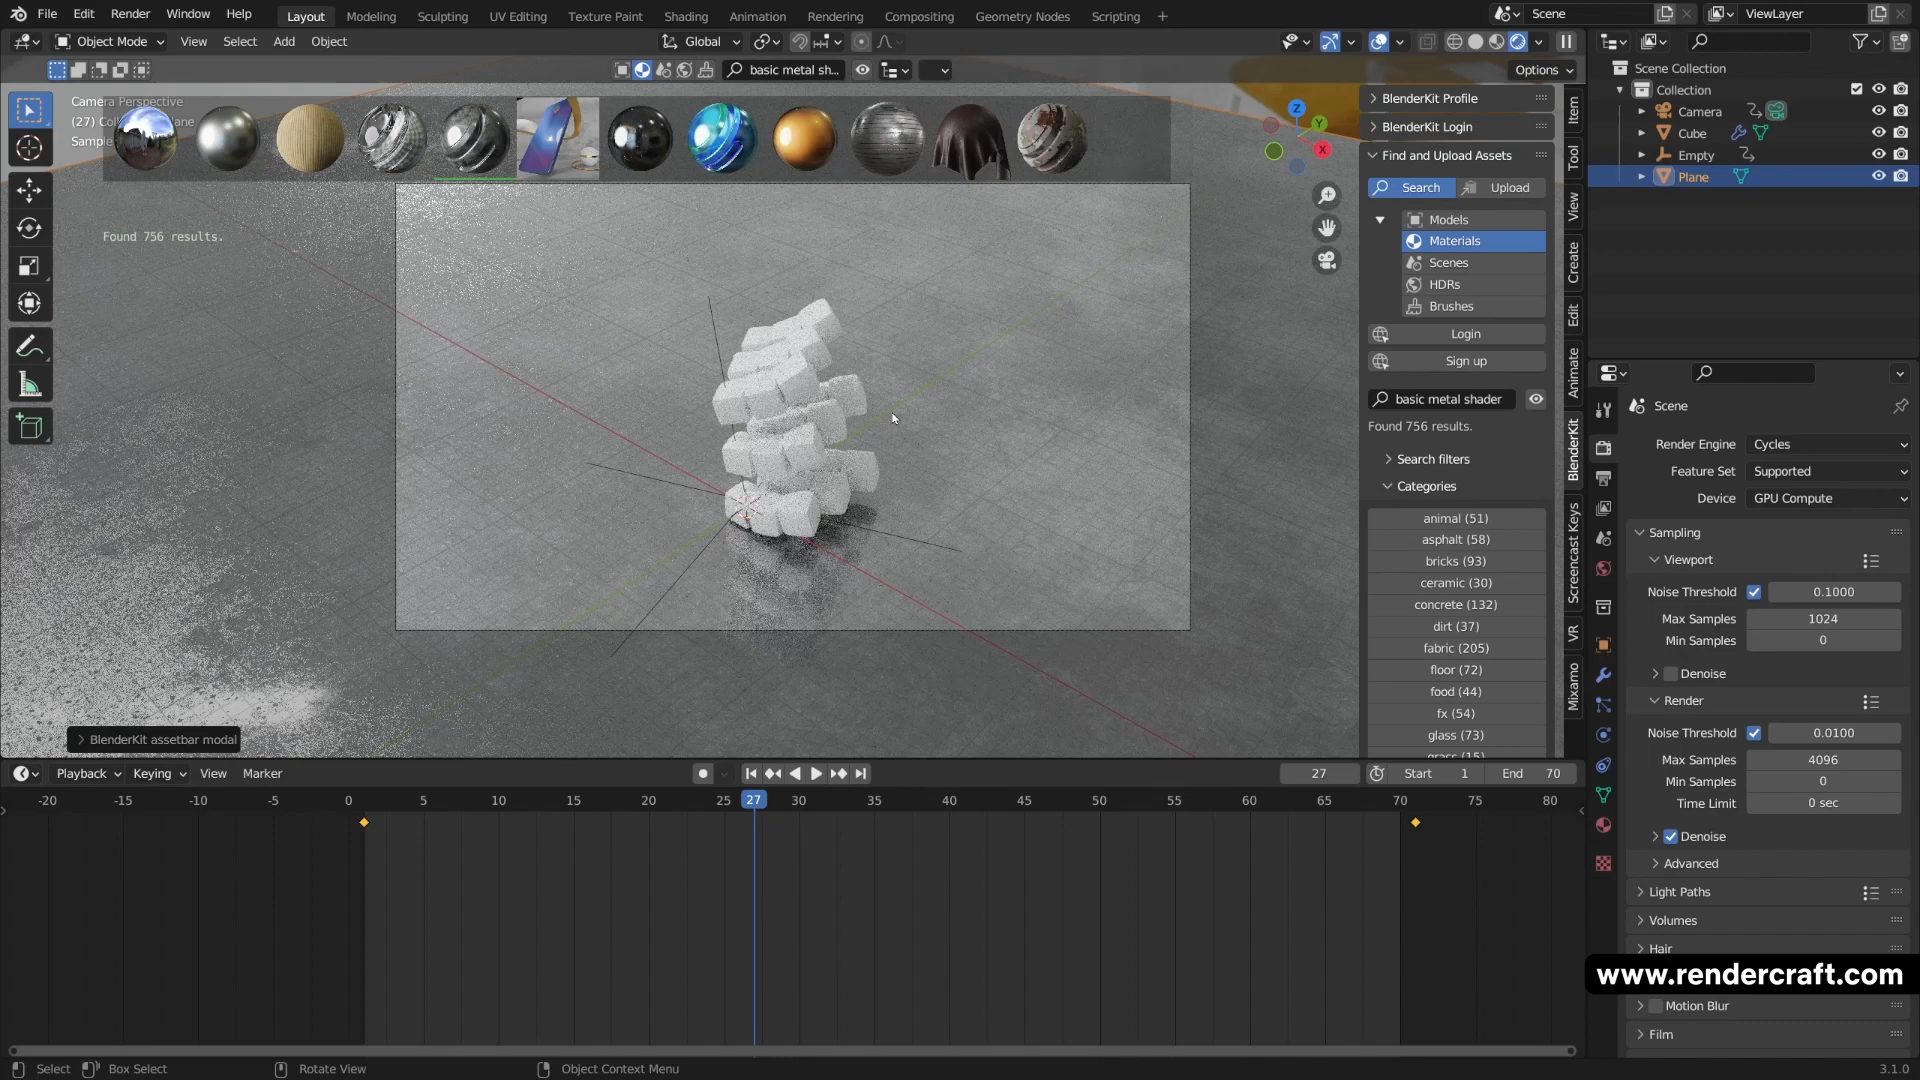 File Edit Render Window Help Layout Modeling Sculpting UV Editing Texture Paint Shading Animation Rendering Compositing Geometry Nodes Scripting + Scene ViewLayer
Object Mode View Select Add Object Global
basic metal sh... Options
Camera Perspective
(27) Col
ane
Sample
Found 756 results.
Z
Y
X
BlenderKit assetbar modal
BlenderKit Profile
BlenderKit Login
Find and Upload Assets
Search Upload
Models
Materials
Scenes
HDRs
Brushes
Login
Sign up
basic metal shader
Found 756 results.
Search filters
Categories
animal (51)
asphalt (58)
bricks (93)
ceramic (30)
concrete (132)
dirt (37)
fabric (205)
floor (72)
food (44)
fx (54)
glass (73)
grass (15)
Item
Tool
View
Create
Edit
Animate
BlenderKit
Screencast Keys
VR
Mixamo
Scene Collection
Collection
Camera
Cube
Empty
Plane
Scene
Render Engine Cycles
Feature Set Supported
Device GPU Compute
Sampling
Viewport
Noise Threshold 0.1000
Max Samples 1024
Min Samples 0
Denoise
Render
Noise Threshold 0.0100
Max Samples 4096
Min Samples 0
Time Limit 0 sec
Denoise
Advanced
Light Paths
Volumes
Hair
www.rendercraft.com
Motion Blur
Film
Playback Keying View Marker 27 Start 1 End 70
-20 -15 -10 -5 0 5 10 15 20 25 27 30 35 40 45 50 55 60 65 70 75 80
Select Box Select Rotate View Object Context Menu 3.1.0